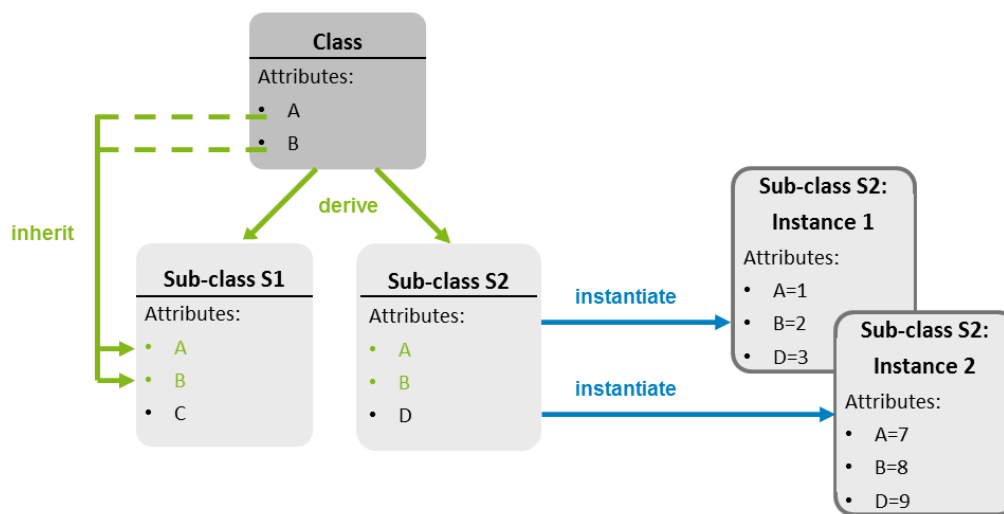 Class
Attributes:
• A
• B
derive
inherit
Sub-class S1
Attributes:
• A
• B
• C
Sub-class S2
Attributes:
• A
• B
• D
instantiate
instantiate
Sub-class S2:
Instance 1
Attributes:
• A=1
• B=2
• D=3
Sub-class S2:
Instance 2
Attributes:
• A=7
• B=8
• D=9